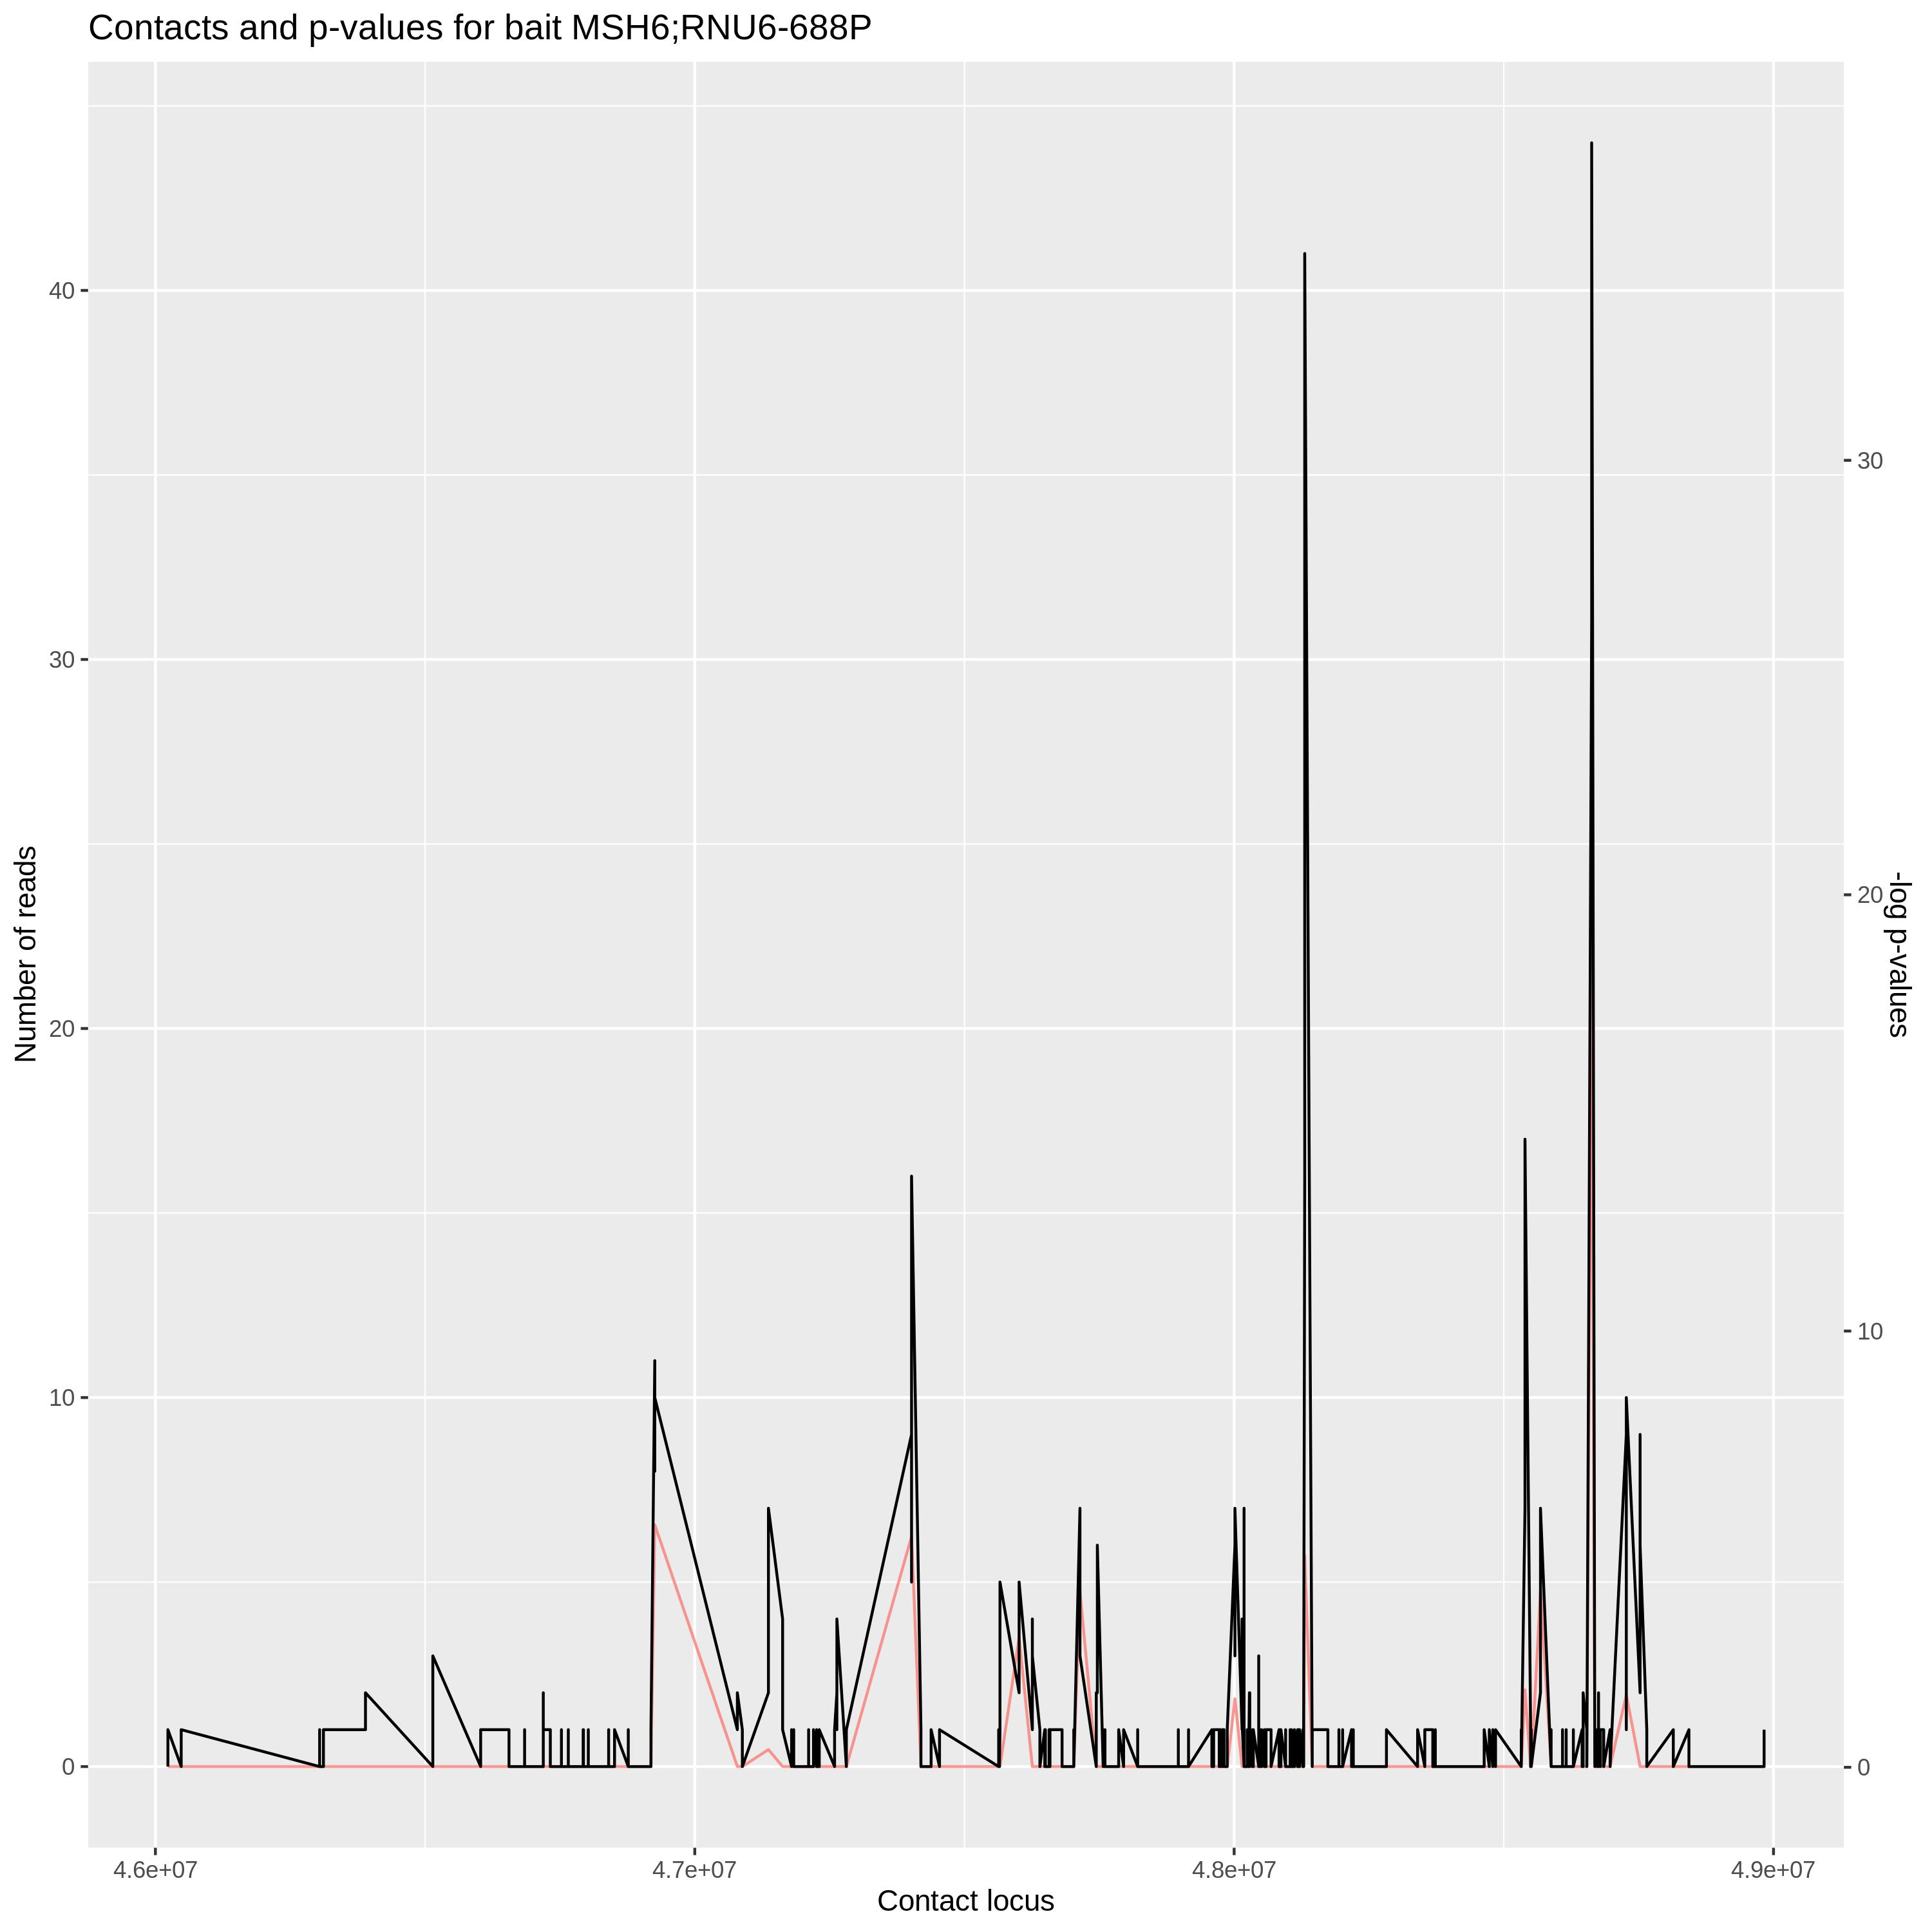 Contacts and p-values for bait MSH6;RNU6-688P
40
30
20
10
0
Number of reads
30
20
10
0
-log p-values
4.6e+07
4.7e+07
4.8e+07
4.9e+07
Contact locus